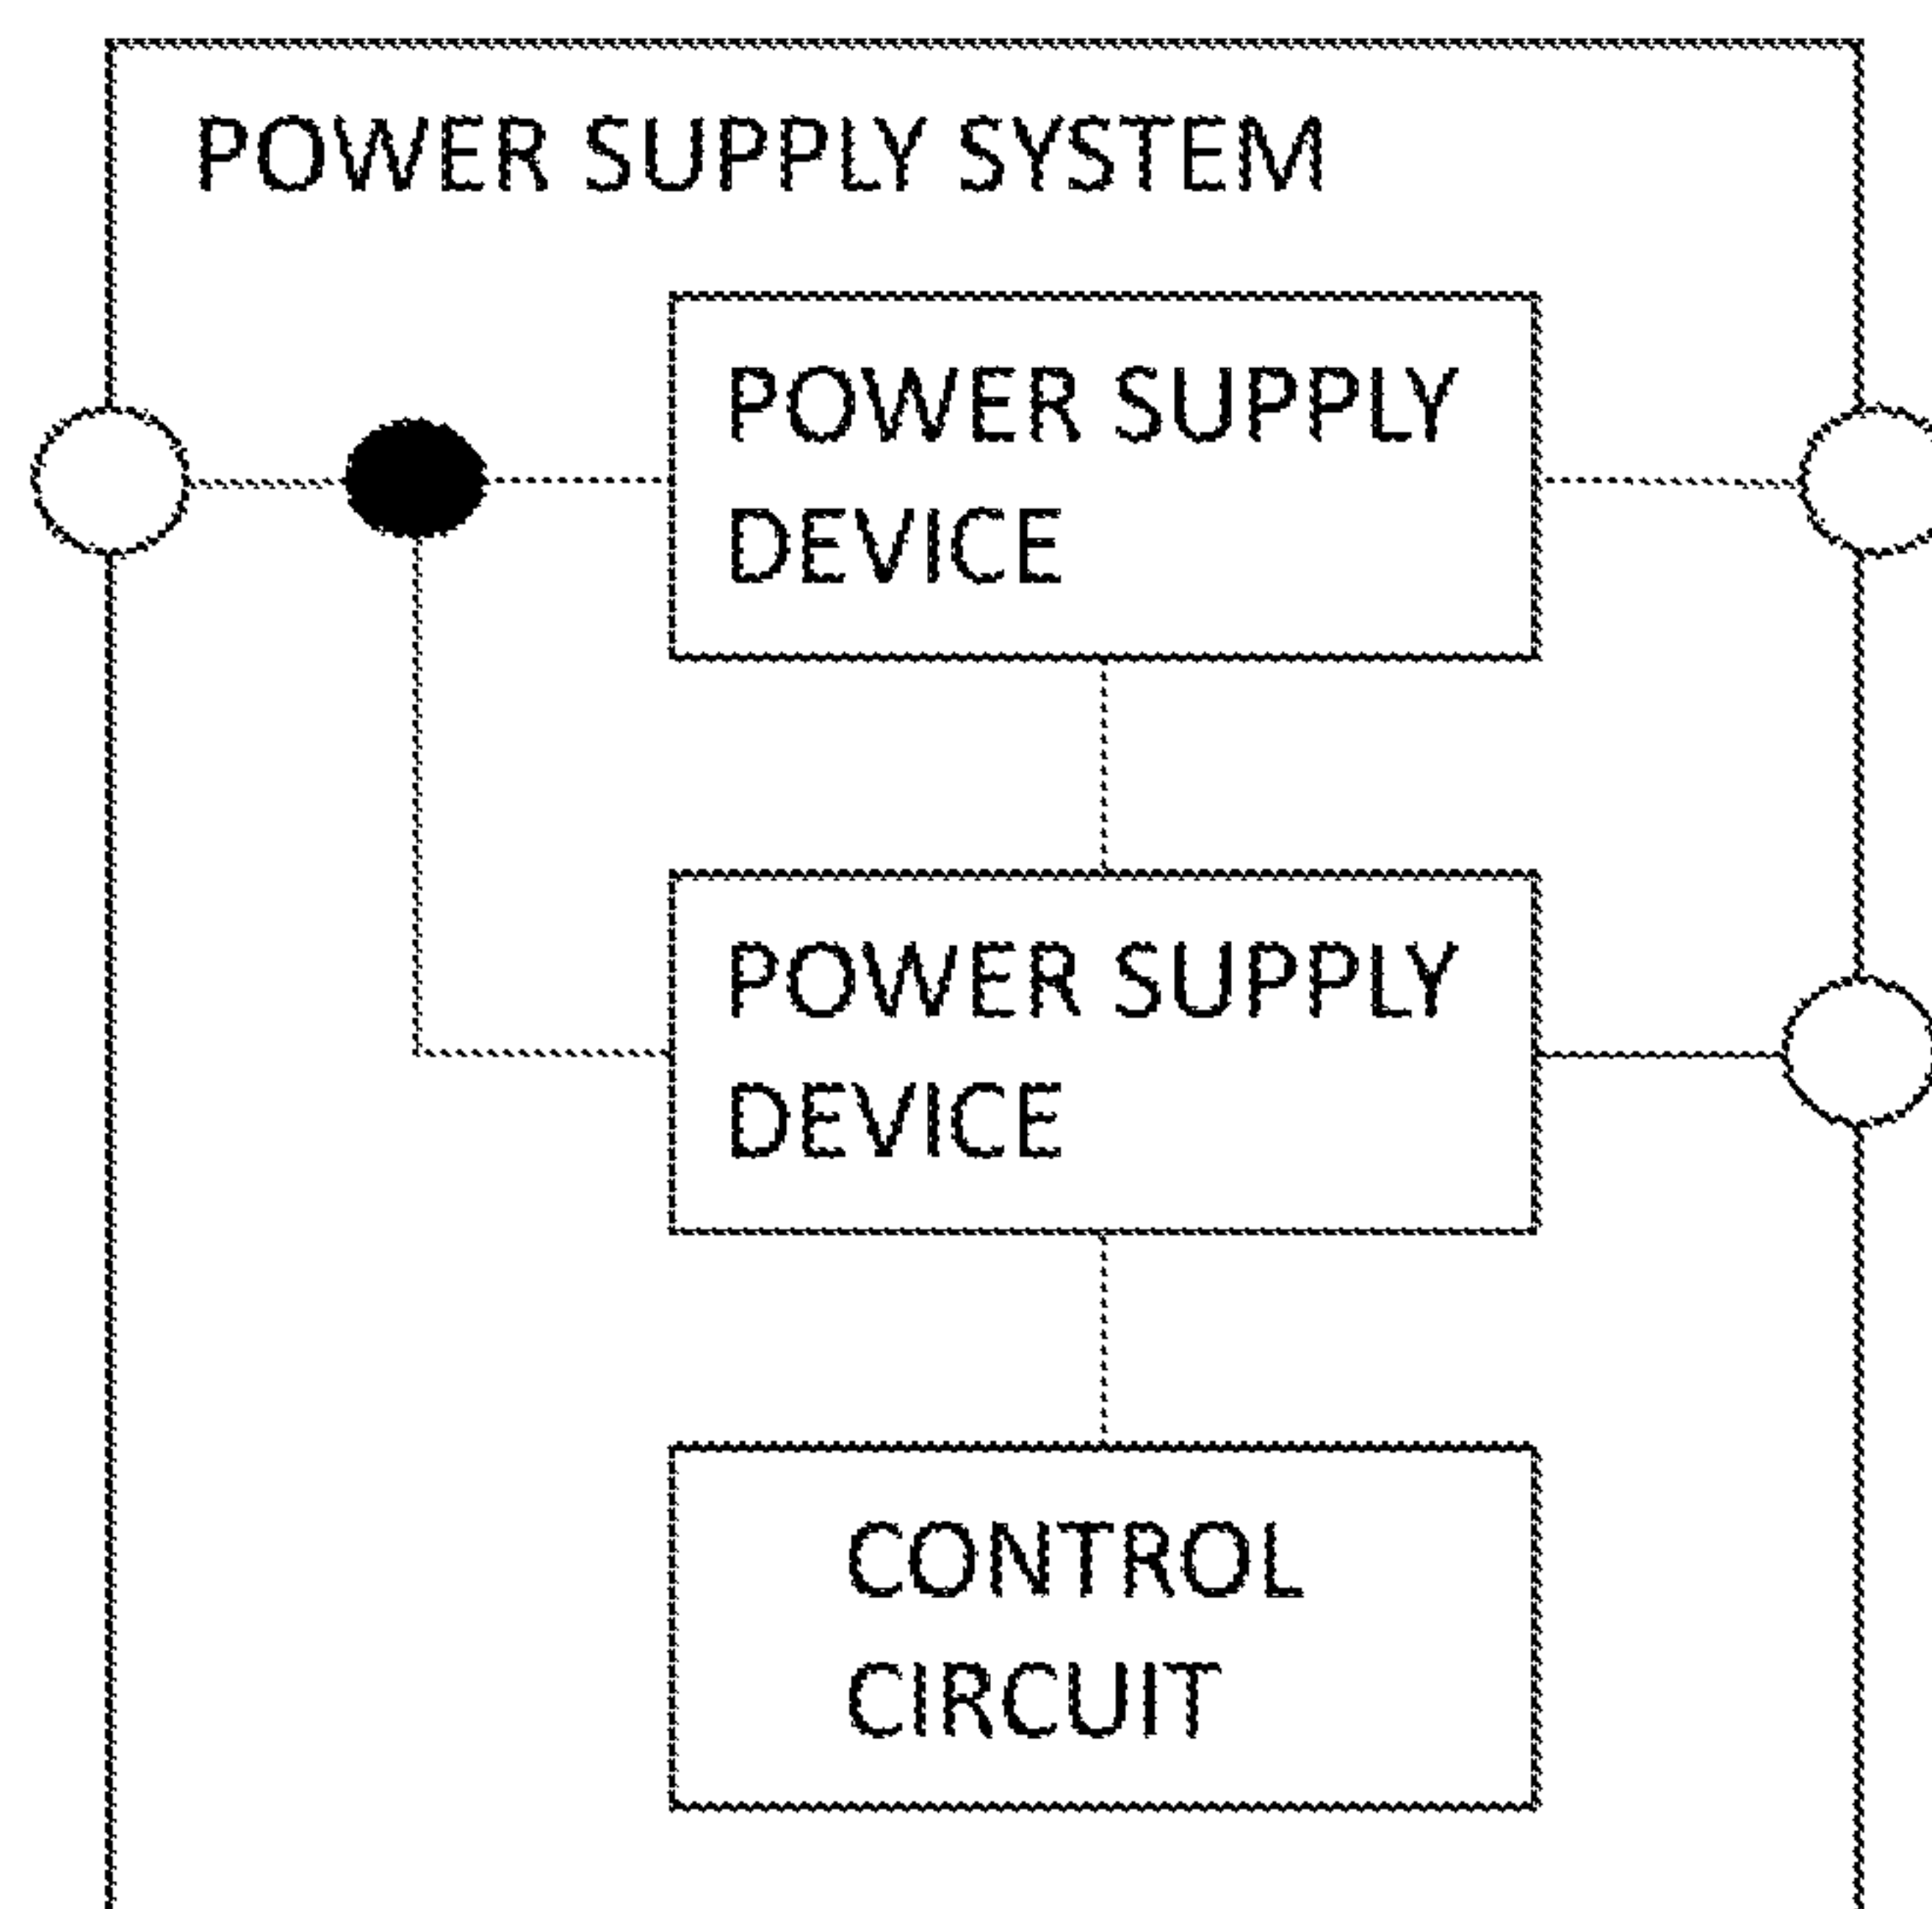 POWER SUPPLY SYSTEM
POWER SUPPLY
DEVICE
POWER SUPPLY
DEVICE
CONTROL
CIRCUIT